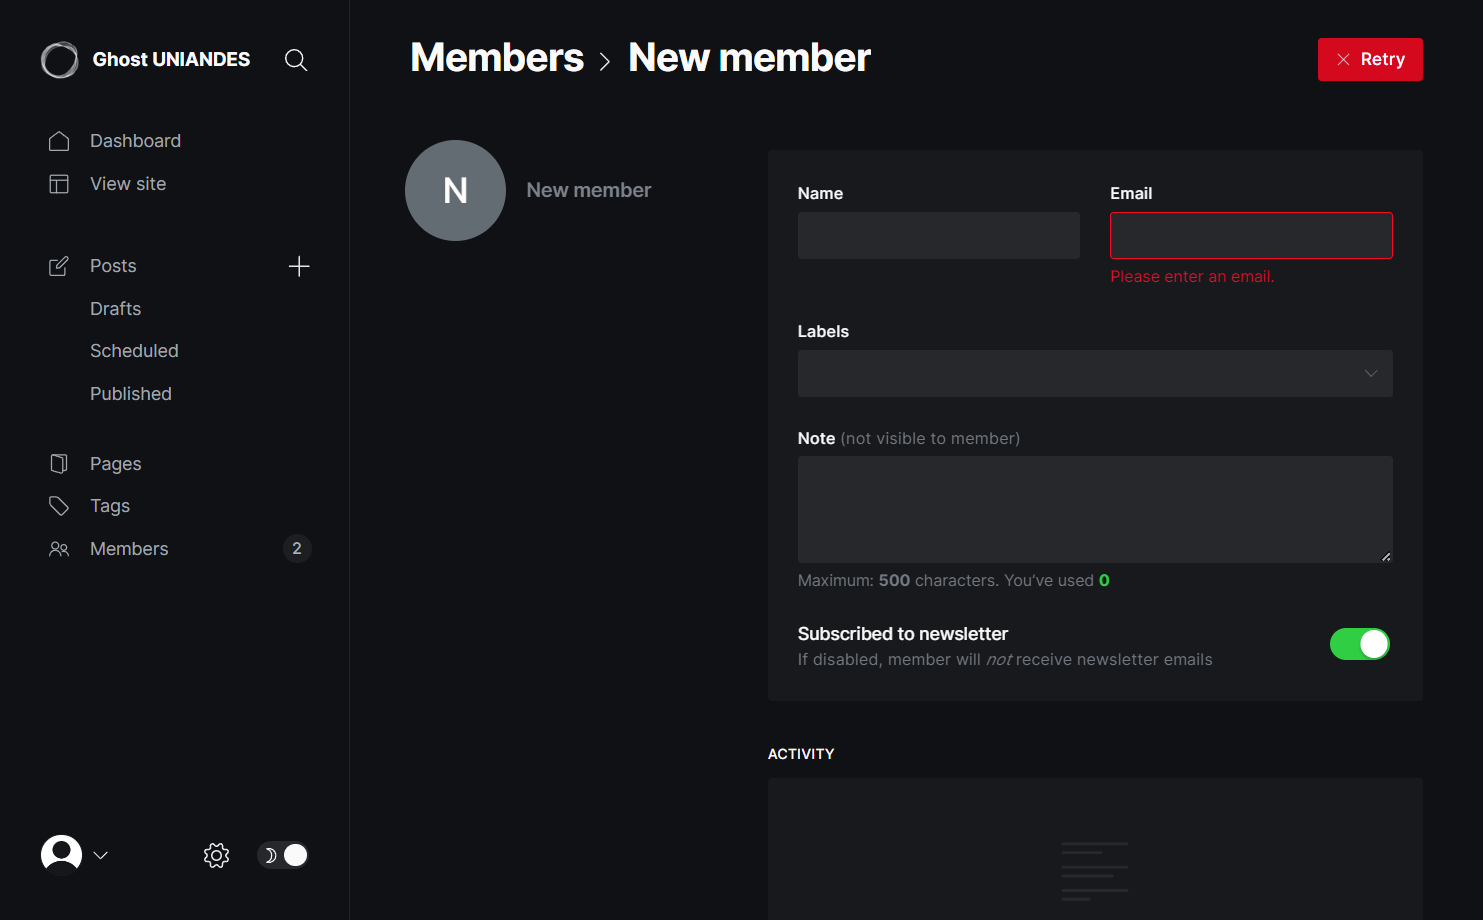 Ghost UNIANDES
Dashboard
View site
Posts
Drafts
Scheduled
Published
Pages
Tags
Members
2
Members > New member
Retry
N
New member
Name
Email
Please enter an email.
Labels
Note (not visible to member)
Maximum: 500 characters. You’ve used 0
Subscribed to newsletter
If disabled, member will not receive newsletter emails
ACTIVITY